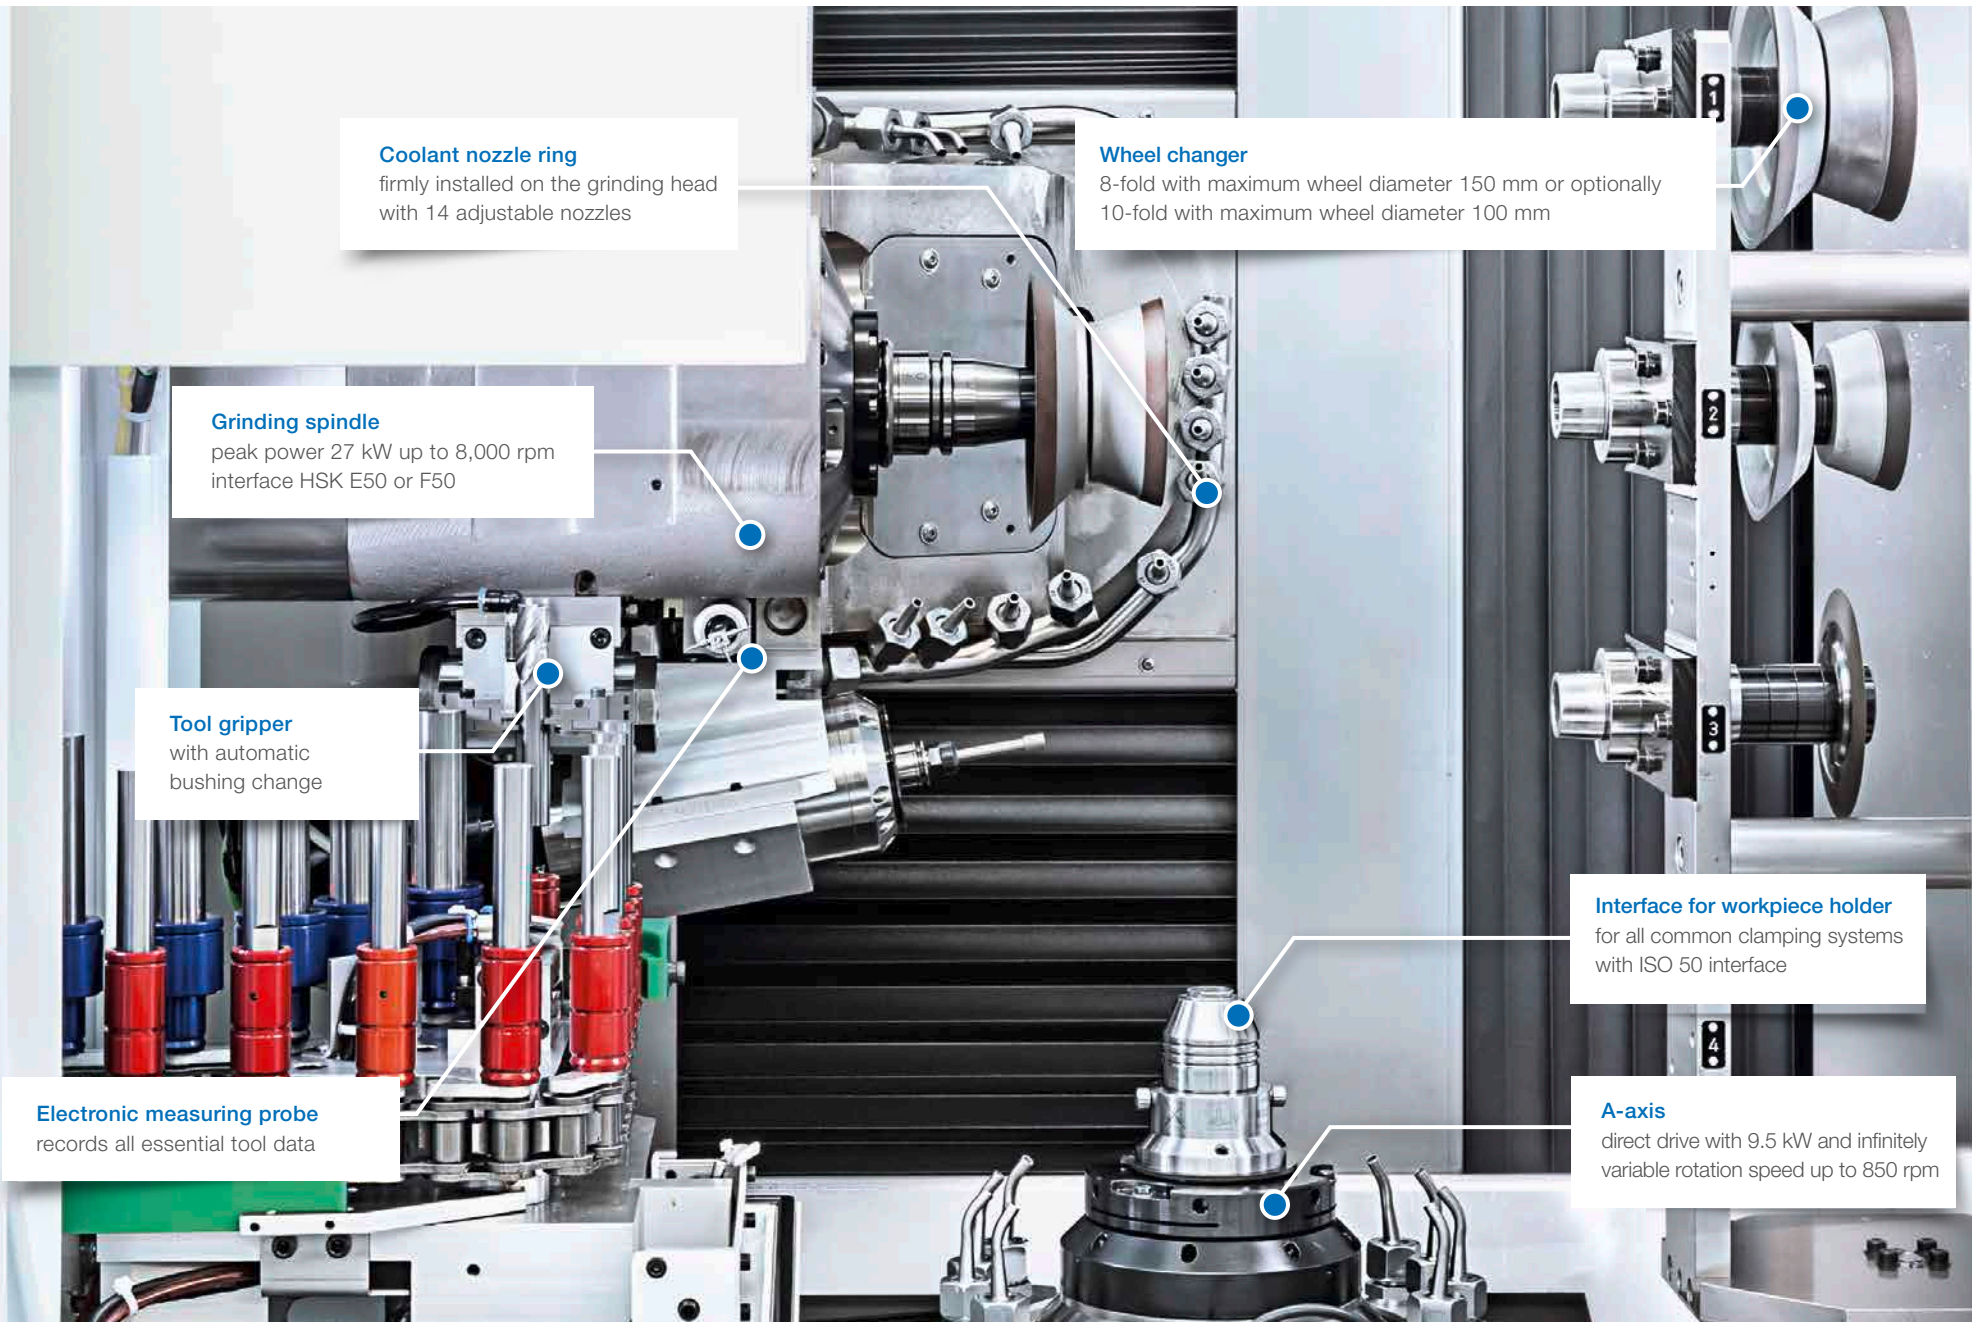 Coolant nozzle ring
firmly installed on the grinding head
with 14 adjustable nozzles
Wheel changer
8-fold with maximum wheel diameter 150 mm or optionally
10-fold with maximum wheel diameter 100 mm
1
Grinding spindle
peak power 27 kW up to 8,000 rpm
interface HSK E50 or F50
2
Tool gripper
with automatic
bushing change
3
Interface for workpiece holder
for all common clamping systems
with ISO 50 interface
4
Electronic measuring probe
records all essential tool data
A-axis
direct drive with 9.5 kW and infinitely
variable rotation speed up to 850 rpm